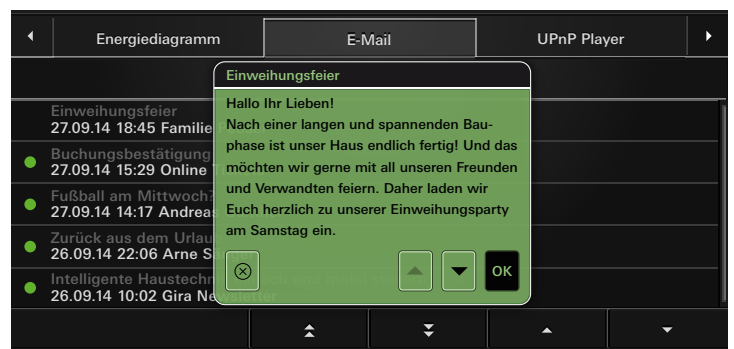 Energiediagramm
E-Mail
UPnP Player
Einweihungsfeier
Hallo Ihr Lieben!
Nach einer langen und spannenden Bau-
phase ist unser Haus endlich fertig! Und das
möchten wir gerne mit all unseren Freunden
und Verwandten feiern. Daher laden wir
Euch herzlich zu unserer Einweihungsparty
am Samstag ein.
OK
Einweihungsfeier
27.09.14 18:45 Familie
Buchungsbestätigung
27.09.14 15:29 Online
Fußball am Mittwoch?
27.09.14 14:17 Andreas
Zurück aus dem Urlau
26.09.14 22:06 Arne
Intelligente Haustechn
26.09.14 10:02 Gira Newsletter